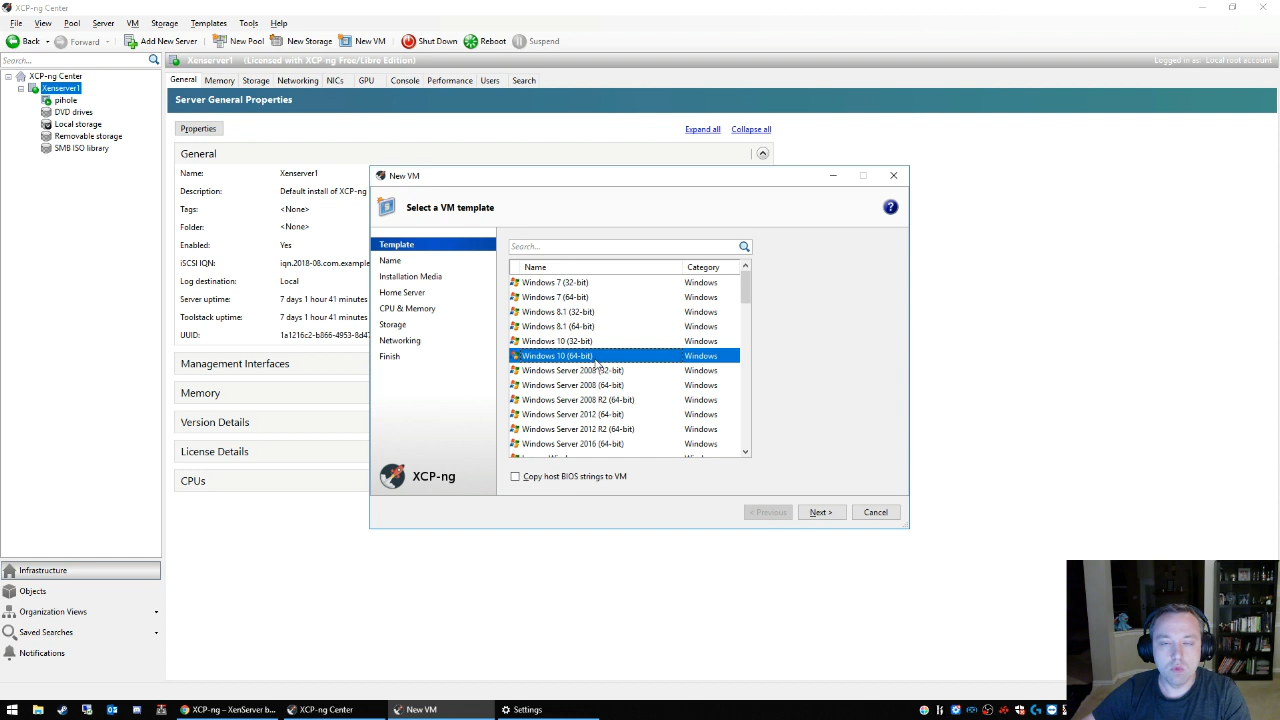 XCP-ng Center
File View Pool Server VM Storage Templates Tools Help
Back Forward Add New Server New Pool New Storage New VM Shut Down Reboot Suspend
Search...
Xenserver1 (Licensed with XCP-ng Free/Libre Edition)
Logged in as: Local root account
XCP-ng Center
Xenserver1
pihole
DVD drives
Local storage
Removable storage
SMB ISO library
General Memory Storage Networking NICs GPU Console Performance Users Search
Server General Properties
Properties
Expand all Collapse all
General
Name: Xenserver1
Description: Default install of XCP-ng
Tags: <None>
Folder: <None>
Enabled: Yes
iSCSI IQN: iqn.2018-08.com.example
Log destination: Local
Server uptime: 7 days 1 hour 41 minutes
Toolstack uptime: 7 days 1 hour 41 minutes
UUID: 1a1216c2-b866-4953-8d47
Management Interfaces
Memory
Version Details
License Details
CPUs
New VM
Select a VM template
Template
Name
Installation Media
Home Server
CPU & Memory
Storage
Networking
Finish
XCP-ng
Search...
Name Category
Windows 7 (32-bit) Windows
Windows 7 (64-bit) Windows
Windows 8.1 (32-bit) Windows
Windows 8.1 (64-bit) Windows
Windows 10 (32-bit) Windows
Windows 10 (64-bit) Windows
Windows Server 2008 (32-bit) Windows
Windows Server 2008 (64-bit) Windows
Windows Server 2008 R2 (64-bit) Windows
Windows Server 2012 (64-bit) Windows
Windows Server 2012 R2 (64-bit) Windows
Windows Server 2016 (64-bit) Windows
Copy host BIOS strings to VM
< Previous Next > Cancel
Infrastructure
Objects
Organization Views
Saved Searches
Notifications
XCP-ng – XenServer b... XCP-ng Center New VM Settings